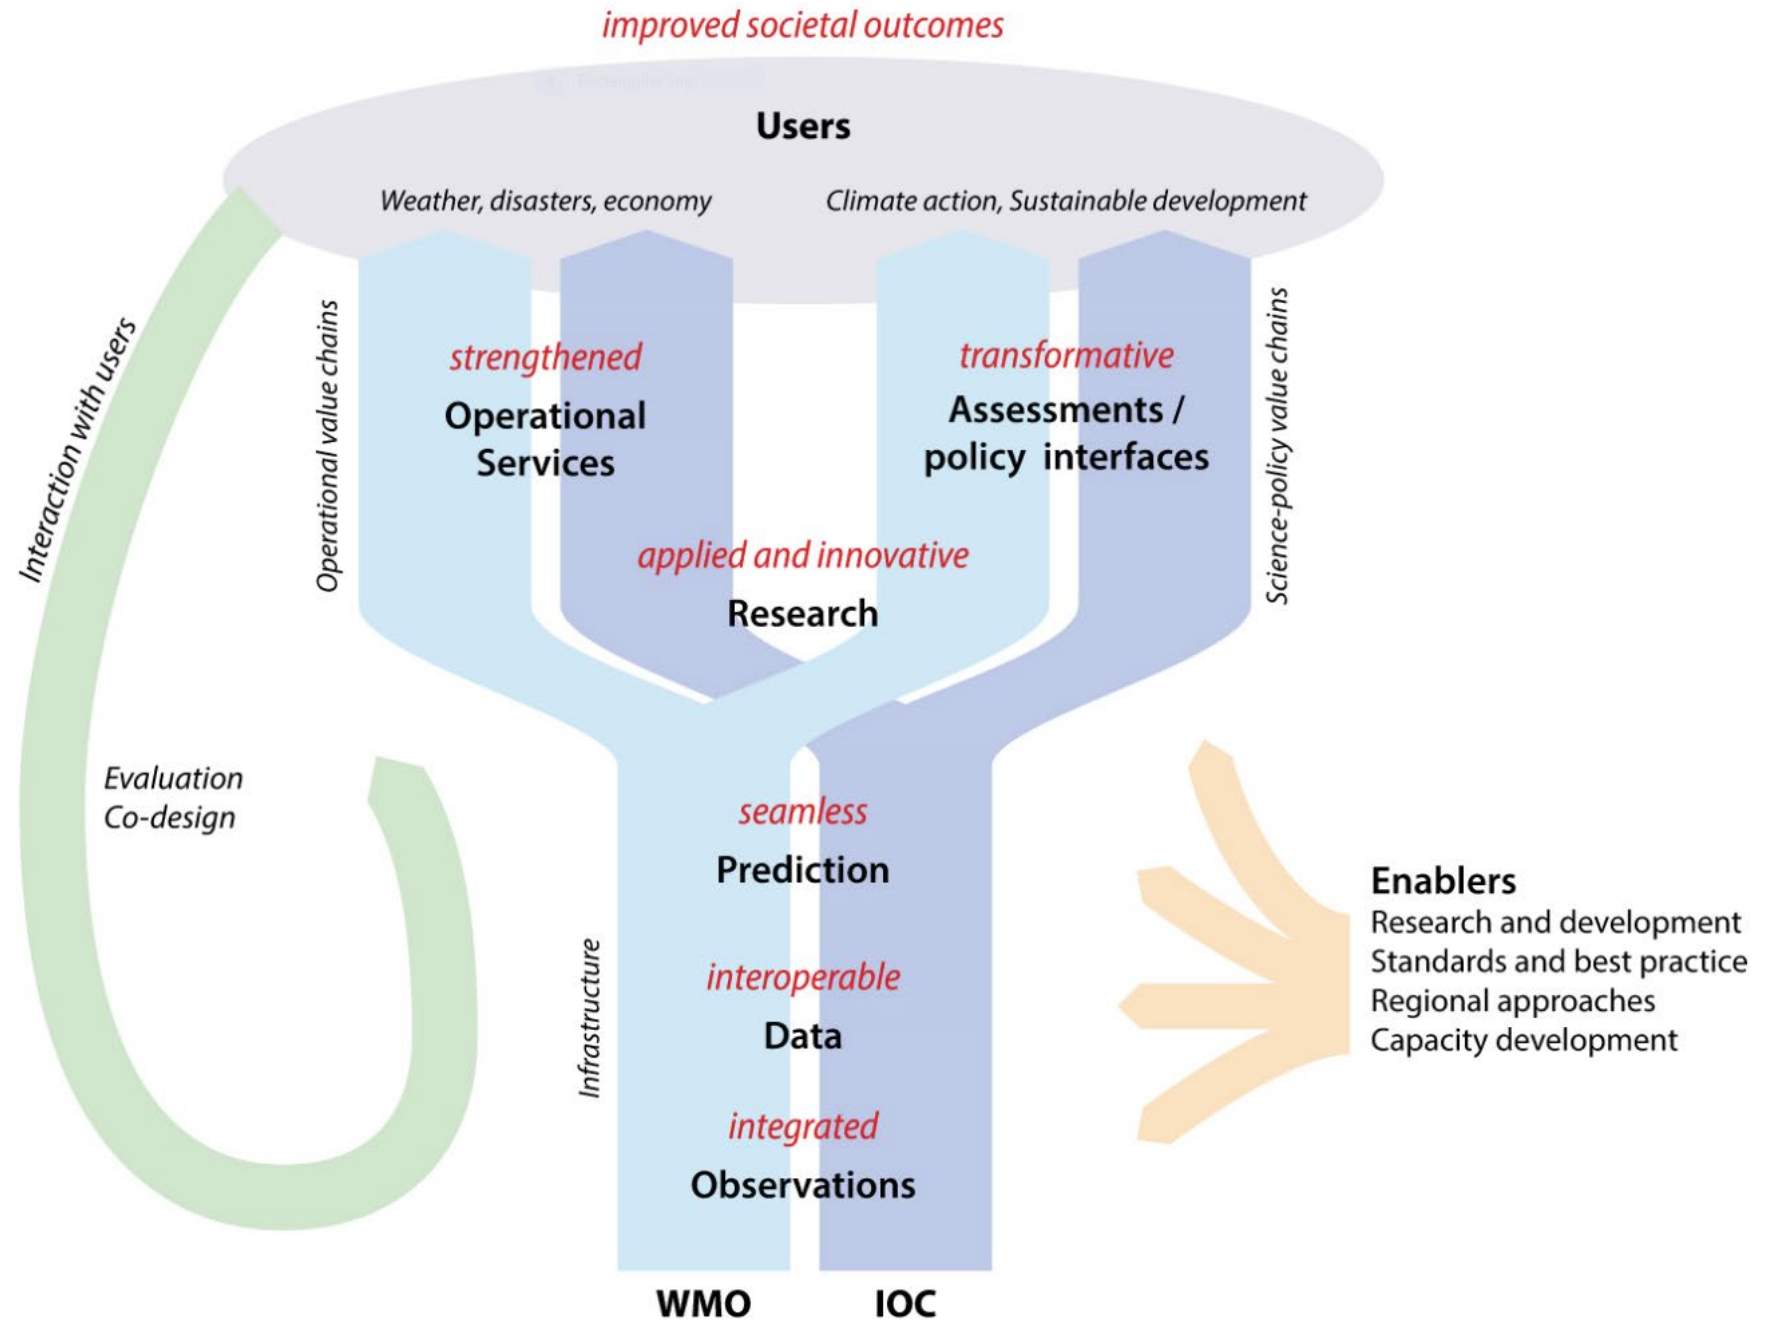 improved societal outcomes
Users
Weather, disasters, economy
Climate action, Sustainable development
Interaction with users
Operational value chains
strengthened
Operational
Services
transformative
Assessments /
policy interfaces
Science-policy value chains
applied and innovative
Research
Evaluation
Co-design
seamless
Prediction
Infrastructure
interoperable
Data
integrated
Observations
Enablers
Research and development
Standards and best practice
Regional approaches
Capacity development
WMO
IOC